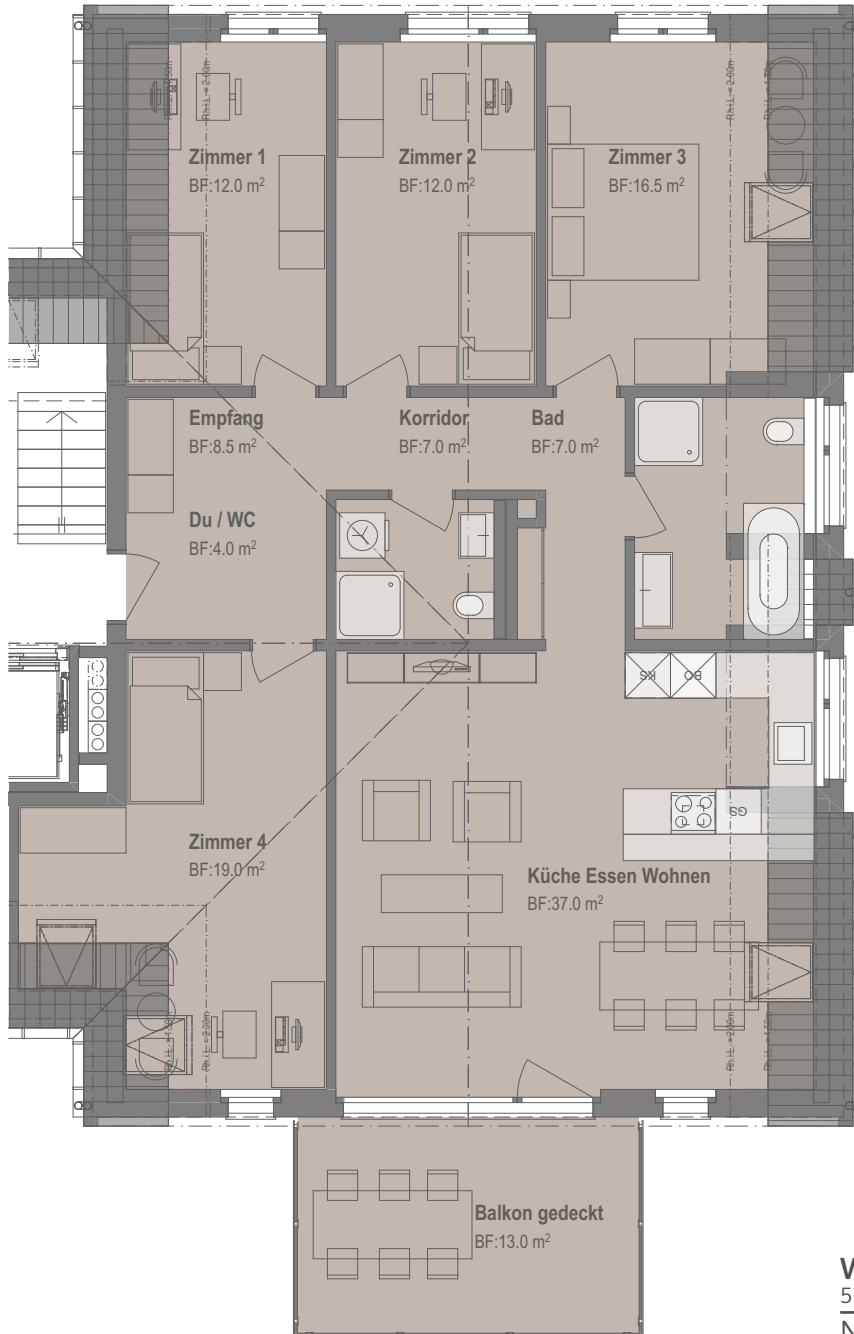 Zimmer 1
BF:12.0 m²
Zimmer 2
BF:12.0 m²
Zimmer 3
BF:16.5 m²
Empfang
BF:8.5 m²
Korridor
BF:7.0 m²
Bad
BF:7.0 m²
Du / WC
BF:4.0 m²
KS
BO
GS
Zimmer 4
BF:19.0 m²
Küche Essen Wohnen
BF:37.0 m²
Balkon gedeckt
BF:13.0 m²